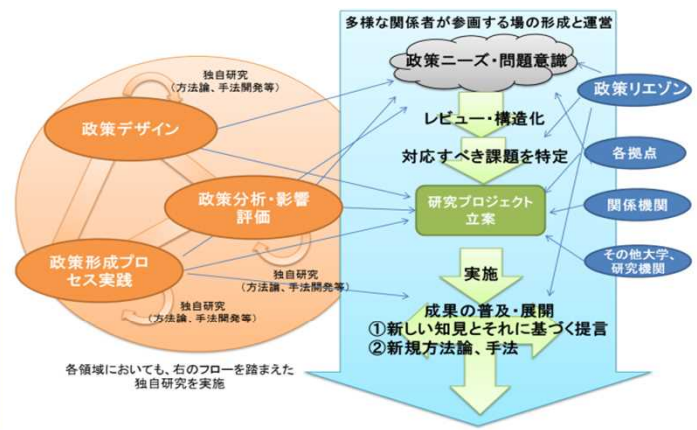 多様な関係者が参画する場の形成と運営
政策ニーズ・問題意識
レビュー・構造化
対応すべき課題を特定
研究プロジェクト
立案
実施
成果の普及・展開
①新しい知見とそれに基づく提言
②新規方法論、手法
政策リエゾン
各拠点
関係機関
その他大学、
研究機関
独自研究
（方法論、手法開発等）
政策デザイン
政策分析・影響
評価
政策形成プロ
セス実践
独自研究
（方法論、手法開発等）
独自研究
（方法論、手法開発等）
各領域においても、右のフローを踏まえた
独自研究を実施